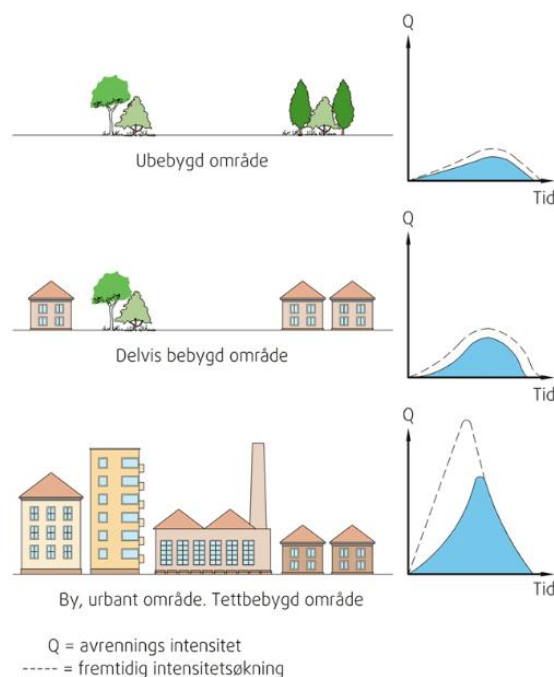 Q
Ubebygd område
Tid
Q
Delvis bebygd område
Tid
Q
By, urbant område. Tettbebygd område
Tid
Q = avrennings intensitet
----- = fremtidig intensitetsøkning